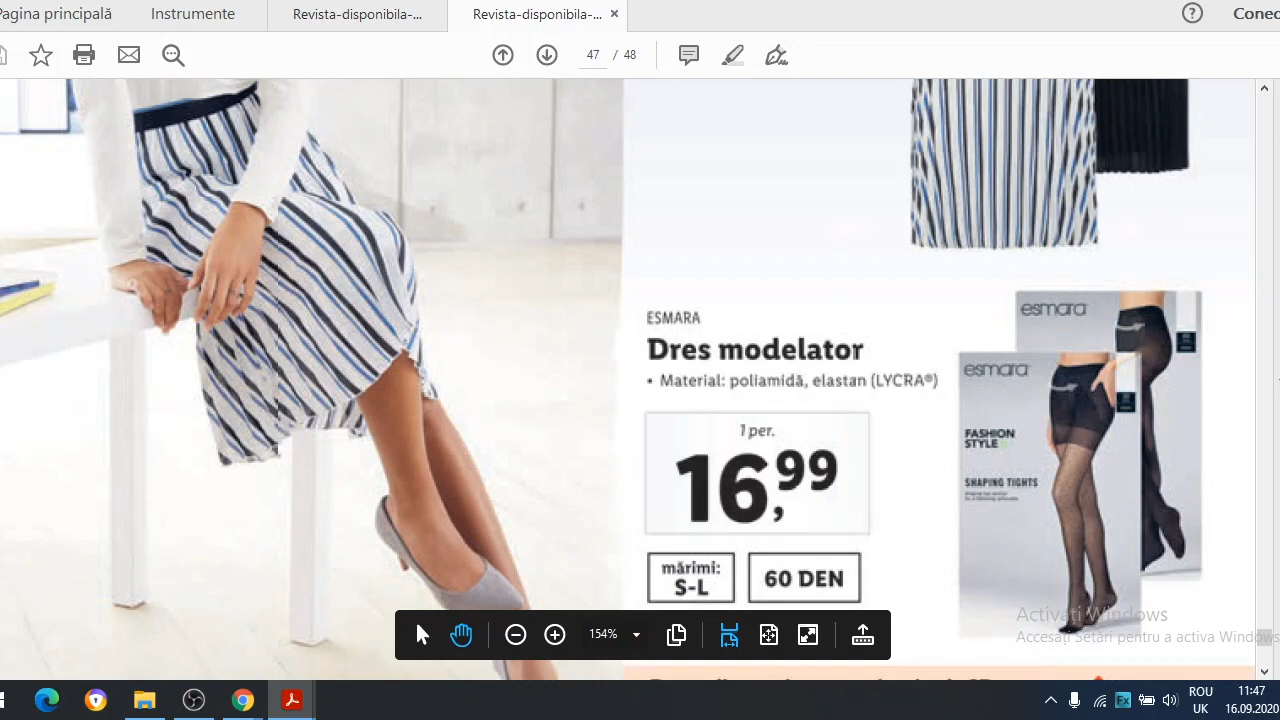 Pagina principală
Instrumente
Revista-disponibila-...
Revista-disponibila-... ×
Conec
47 / 48
esmara
ESMARA
Dres modelator
• Material: poliamidă, elastan (LYCRA®)
esmara
1 per.
16,99
FASHION
STYLE
SHAPING TIGHTS
mărimi:
S-L
60 DEN
154%
Activați Windows
Accesați Setări pentru a activa Windows
ROU
UK
11:47
16.09.2020